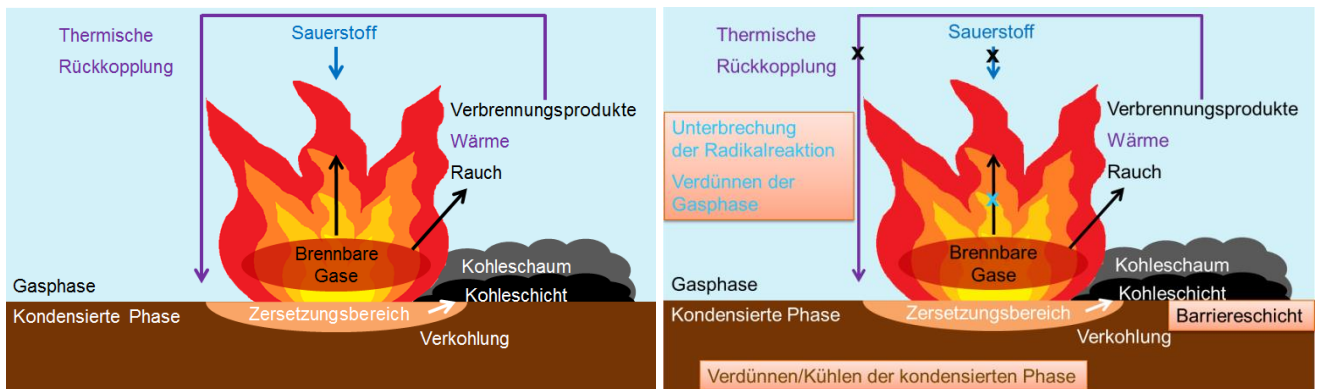 Thermische
Rückkopplung
Sauerstoff
Verbrennungsprodukte
Wärme
Rauch
Brennbare
Gase
Kohleschaum
Kohleschicht
Gasphase
Kondensierte Phase
Zersetzungsbereich
Verkohlung
Thermische
Rückkopplung
x
Sauerstoff
x
Verbrennungsprodukte
Wärme
Rauch
Unterbrechung
der Radikalreaktion
Verdünnen der
Gasphase
x
Brennbare
Gase
Kohleschaum
Kohleschicht
Gasphase
Kondensierte Phase
Zersetzungsbereich
Barriereschicht
Verkohlung
Verdünnen/Kühlen der kondensierten Phase